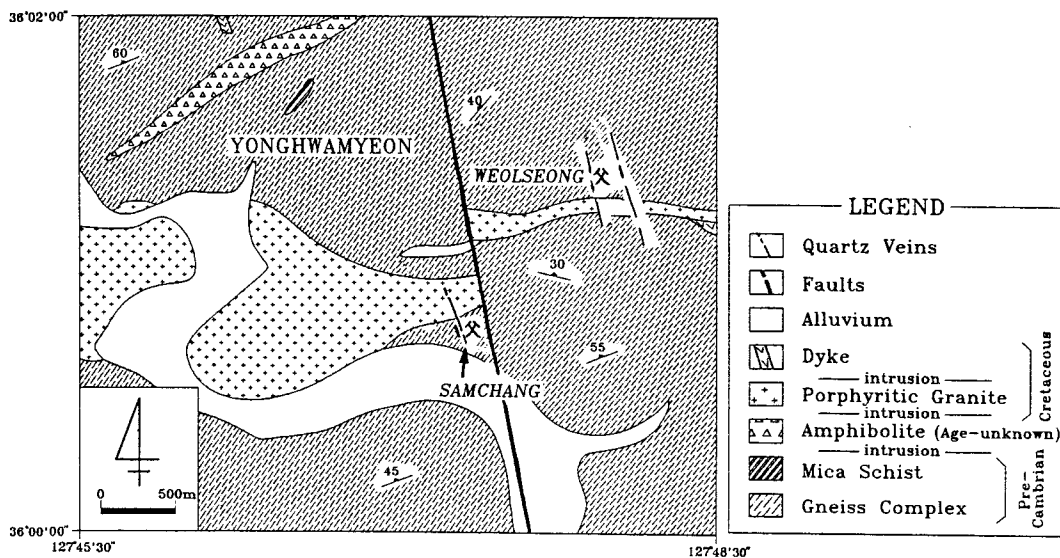 36°02'00"
60
40
YONGHWAMYEON
WEOLSEONG
30
55
SAMCHANG
45
0 500m
36°00'00"
127°45'30"
127°48'30"
LEGEND
Quartz Veins
Faults
Alluvium
Dyke
intrusion
Porphyritic Granite
intrusion
Amphibolite (Age-unknown)
intrusion
Mica Schist
Gneiss Complex
Cretaceous
Pre-
Cambrian